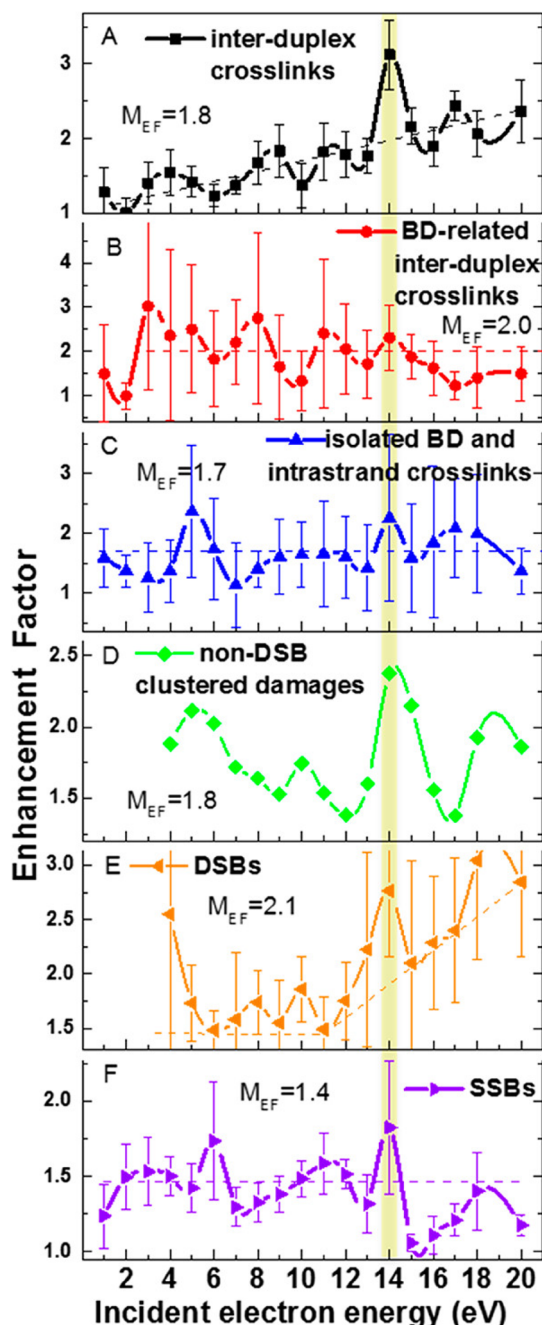 A
inter-duplex
crosslinks
M_EF=1.8
3
2
1
B
BD-related
inter-duplex
crosslinks
M_EF=2.0
4
3
2
1
C
isolated BD and
intrastrand crosslinks
M_EF=1.7
3
2
1
D
non-DSB
clustered damages
M_EF=1.8
2.5
2.0
1.5
E
DSBs
M_EF=2.1
3.0
2.5
2.0
1.5
F
SSBs
M_EF=1.4
2.0
1.5
1.0
Enhancement Factor
2 4 6 8 10 12 14 16 18 20
Incident electron energy (eV)